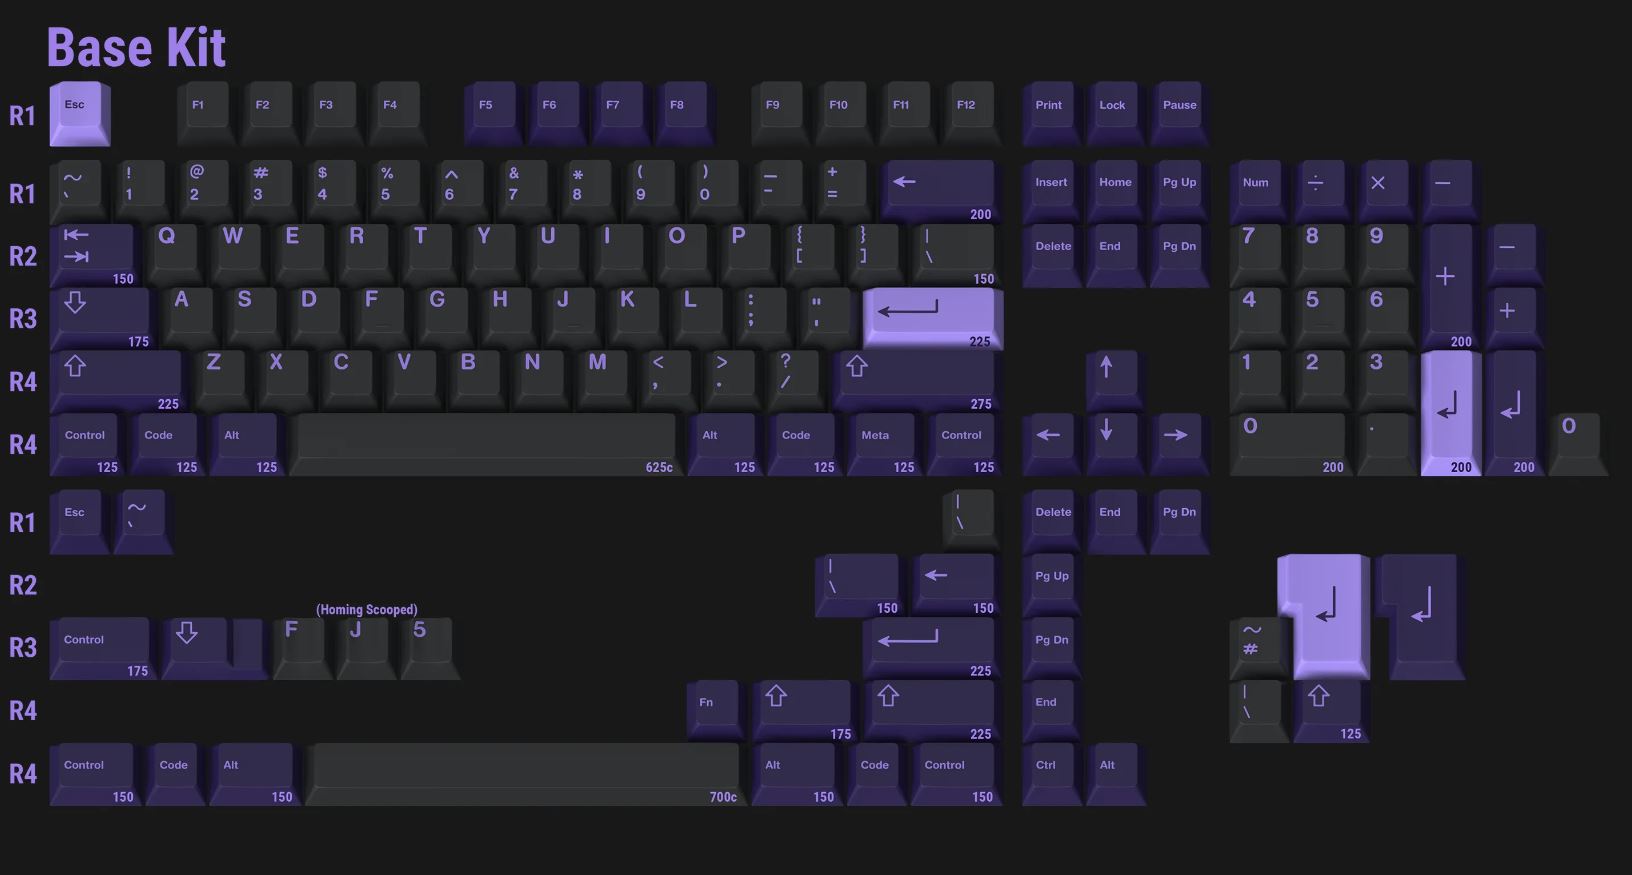 Base Kit
R1 Esc F1 F2 F3 F4 F5 F6 F7 F8 F9 F10 F11 F12 Print Lock Pause
R1 ~ ` ! 1 @ 2 # 3 $ 4 % 5 ^ 6 & 7 * 8 ( 9 ) 0 — - + = ← 200 Insert Home Pg Up Num ÷ × —
R2 ⇤ ⇥ 150 Q W E R T Y U I O P { [ } ] | \ 150 Delete End Pg Dn 7 8 9 + 200 —
R3 ⇩ 175 A S D F G H J K L : ; " ' ↵ 225 4 5 6 +
R4 ⇧ 225 Z X C V B N M < , > . ? / ⇧ 275 ↑ 1 2 3 ↵ 200 ↵ 200
R4 Control 125 Code 125 Alt 125 625c Alt 125 Code 125 Meta 125 Control 125 ← ↓ → 0 200 . 0
R1 Esc ~ ` | \ Delete End Pg Dn
R2 | \ 150 ← 150 Pg Up ↵ ↵
(Homing Scooped)
R3 Control 175 ⇩ F J 5 ↵ 225 Pg Dn ~ #
R4 Fn ⇧ 175 ⇧ 225 End | \ ⇧ 125
R4 Control 150 Code Alt 150 700c Alt 150 Code Control 150 Ctrl Alt